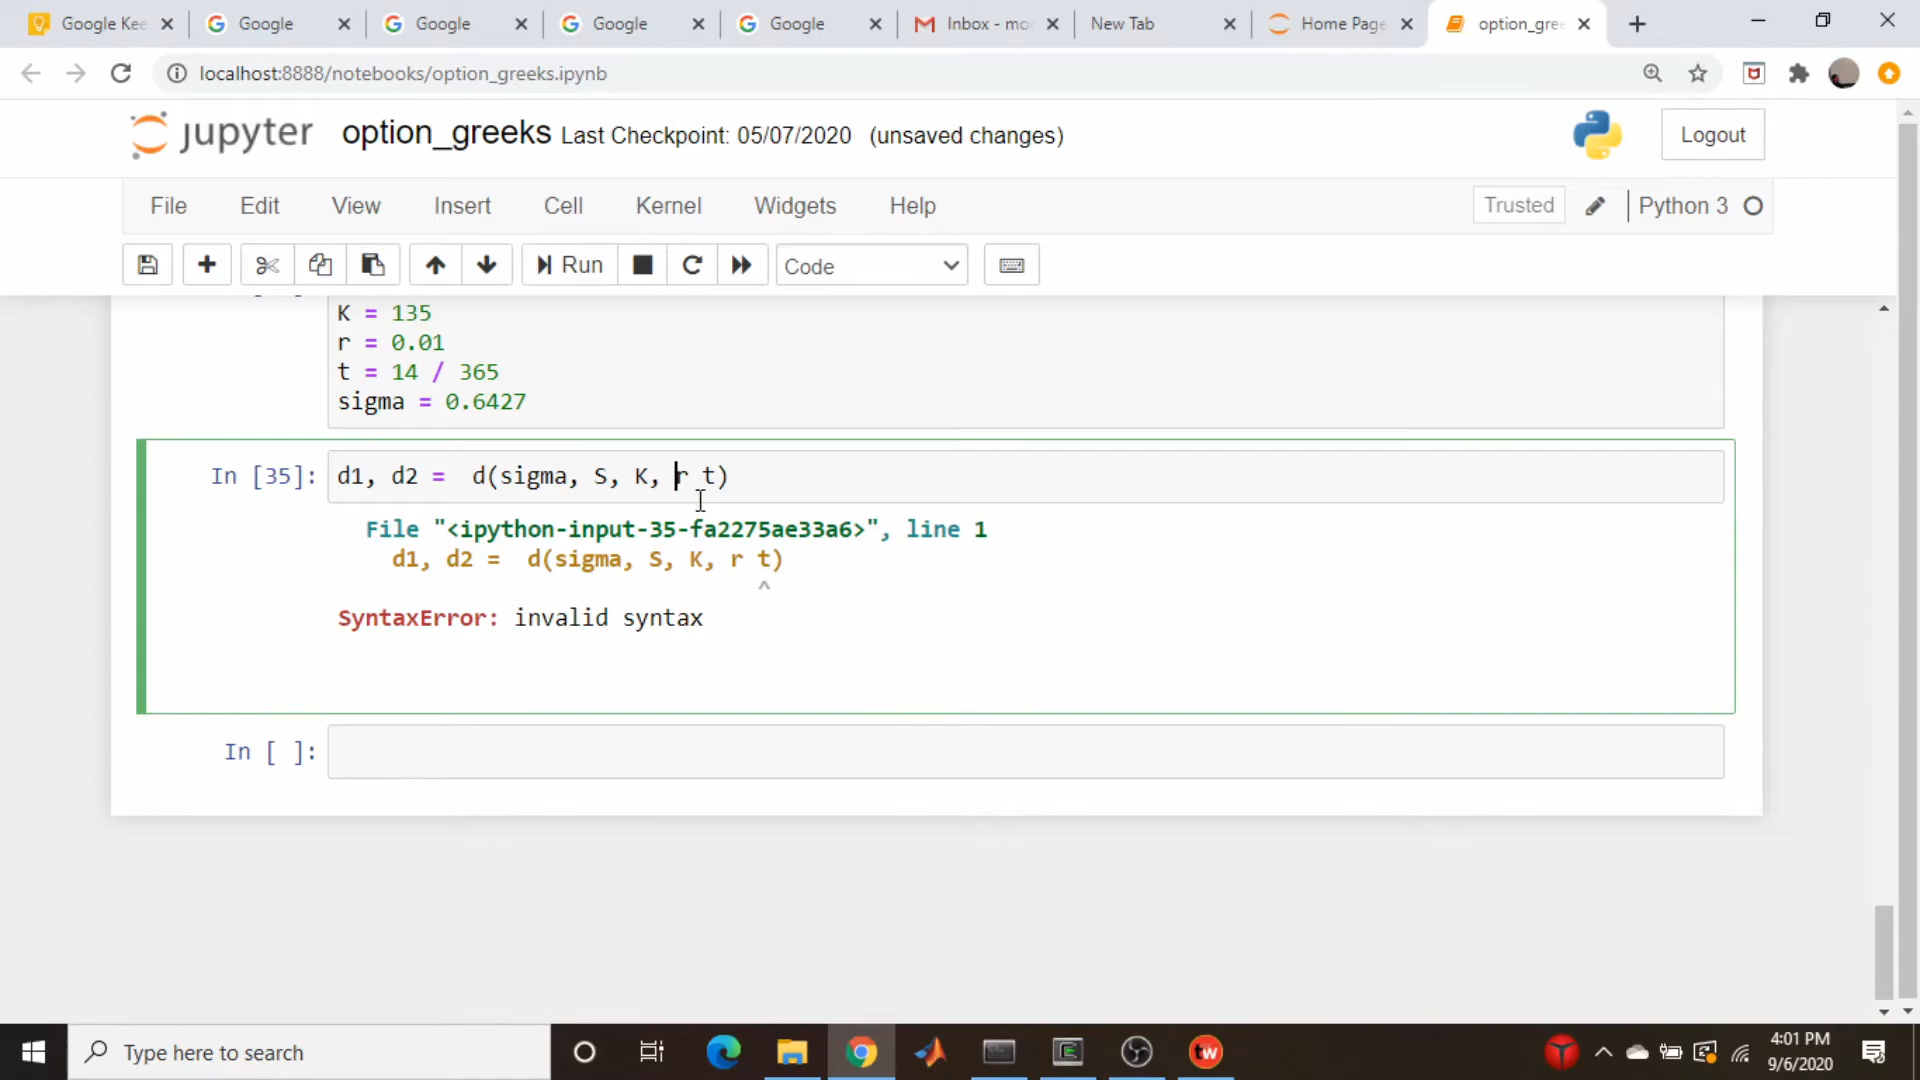 Google Kee
Google
Google
Google
Google
Inbox - mo
New Tab
Home Page
option_gree
localhost:8888/notebooks/option_greeks.ipynb
jupyter option_greeks Last Checkpoint: 05/07/2020 (unsaved changes)
Logout
File Edit View Insert Cell Kernel Widgets Help
Trusted
Python 3
Run
Code
K = 135
r = 0.01
t = 14 / 365
sigma = 0.6427
In [35]: d1, d2 =  d(sigma, S, K, r t)
File "<ipython-input-35-fa2275ae33a6>", line 1
d1, d2 =  d(sigma, S, K, r t)
^
SyntaxError: invalid syntax
In [ ]:
Type here to search
tw
4:01 PM
9/6/2020